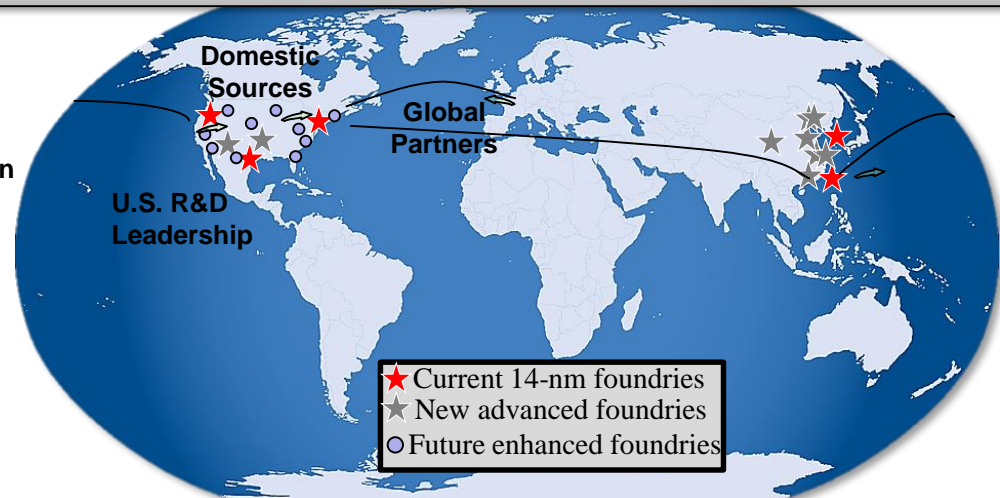 Domestic
Sources
Global
Partners
n
U.S. R&D
Leadership
Current 14-nm foundries
New advanced foundries
Future enhanced foundries